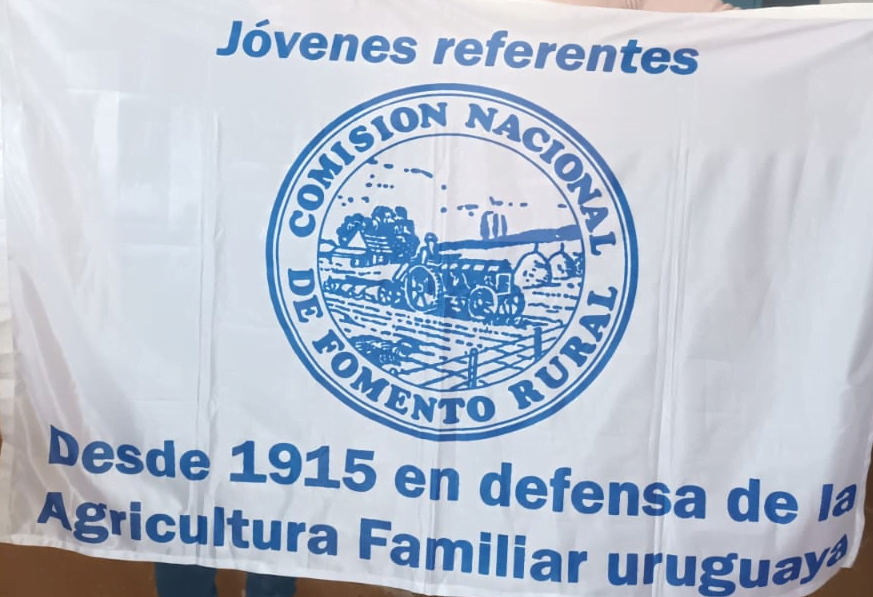 Jóvenes referentes
COMISION NACIONAL
DE FOMENTO RURAL
Desde 1915 en defensa de la
Agricultura Familiar uruguaya